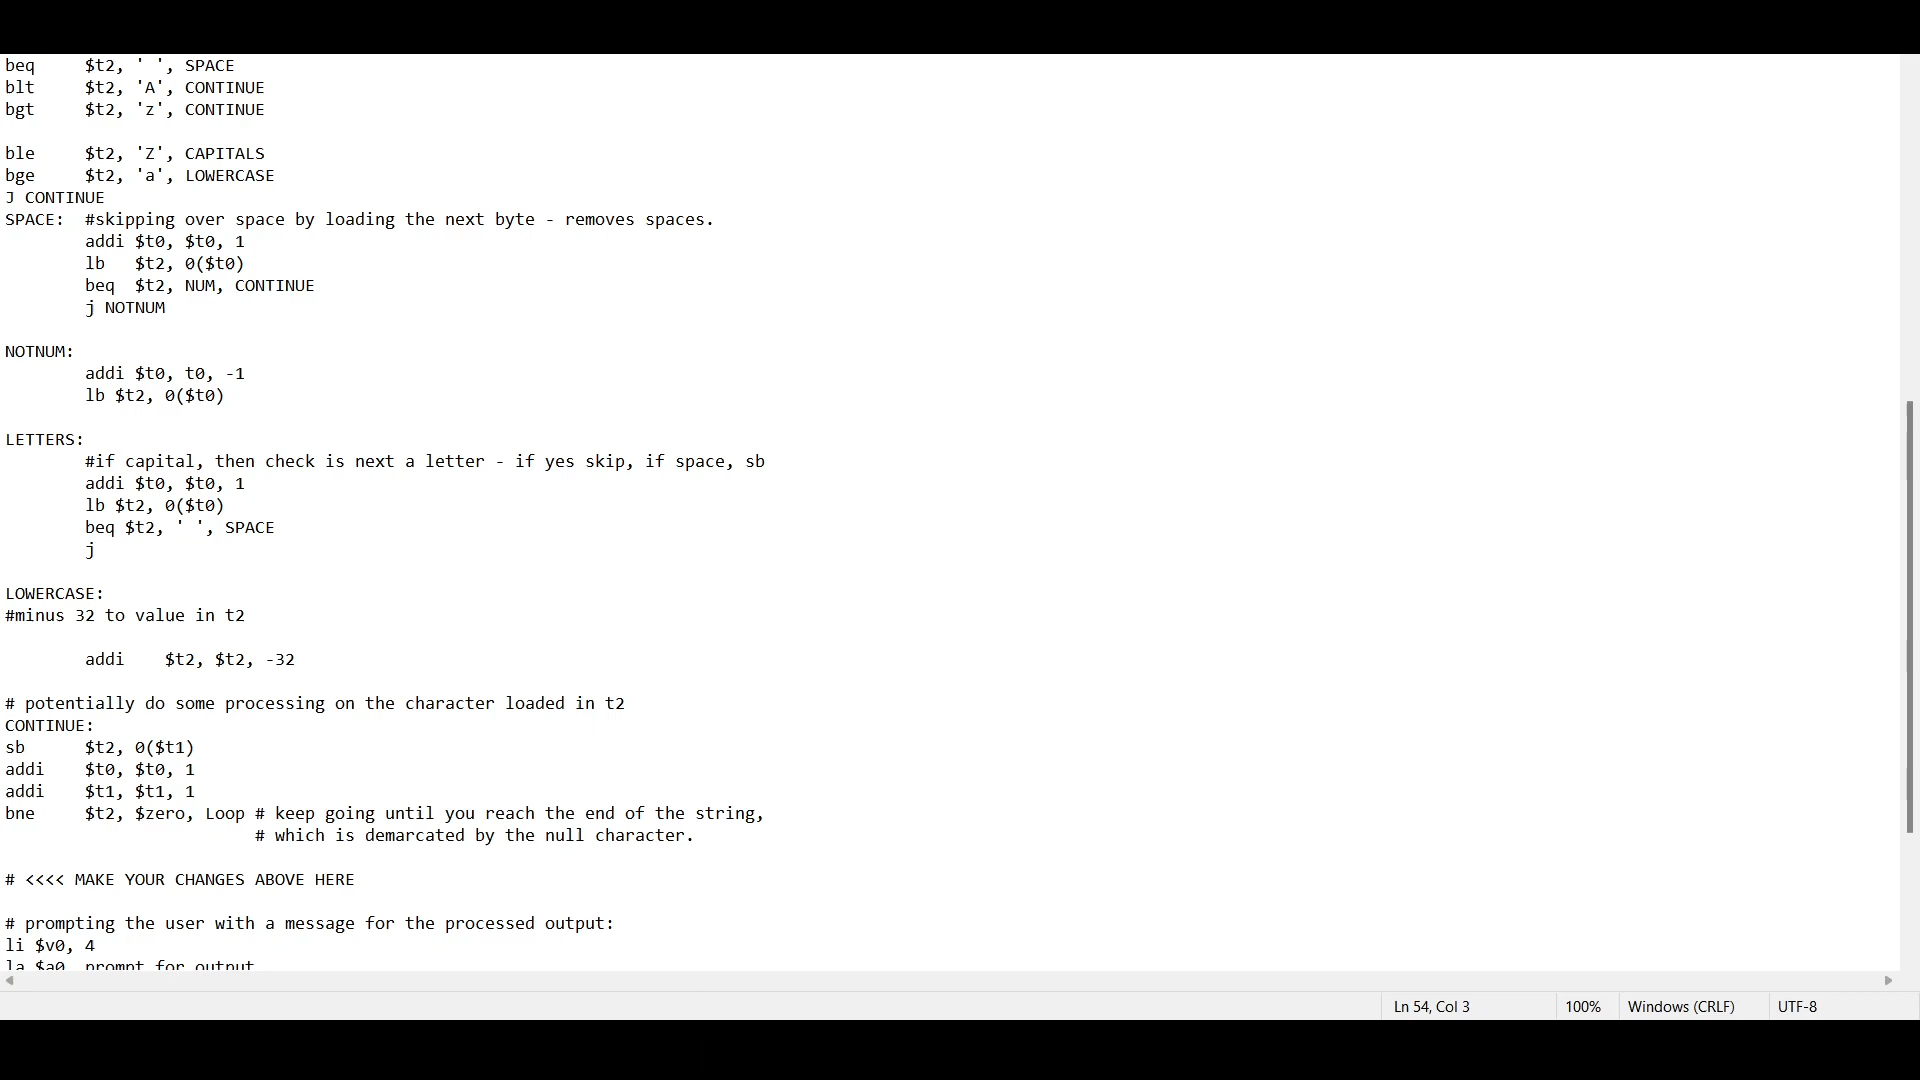 beq $t2, ' ', SPACE
blt $t2, 'A', CONTINUE
bgt $t2, 'z', CONTINUE
ble $t2, 'Z', CAPITALS
bge $t2, 'a', LOWERCASE
J CONTINUE
SPACE: #skipping over space by loading the next byte - removes spaces.
addi $t0, $t0, 1
lb $t2, 0($t0)
beq $t2, NUM, CONTINUE
j NOTNUM
NOTNUM:
addi $t0, t0, -1
lb $t2, 0($t0)
LETTERS:
#if capital, then check is next a letter - if yes skip, if space, sb
addi $t0, $t0, 1
lb $t2, 0($t0)
beq $t2, ' ', SPACE
j
LOWERCASE:
#minus 32 to value in t2
addi $t2, $t2, -32
# potentially do some processing on the character loaded in t2
CONTINUE:
sb $t2, 0($t1)
addi $t0, $t0, 1
addi $t1, $t1, 1
bne $t2, $zero, Loop # keep going until you reach the end of the string,
# which is demarcated by the null character.
# <<<< MAKE YOUR CHANGES ABOVE HERE
# prompting the user with a message for the processed output:
li $v0, 4
la $a0, prompt_for_output
Ln 54, Col 3 100% Windows (CRLF) UTF-8